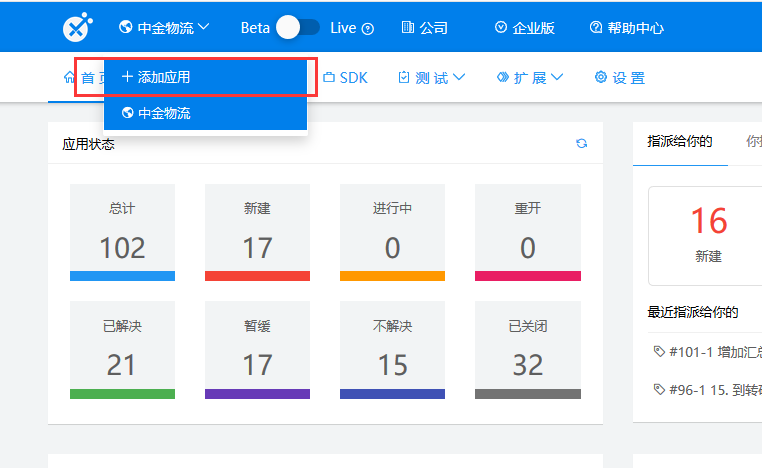 中金物流
Beta
Live
公司
企业版
帮助中心
首
添加应用
SDK
测 试
扩 展
设 置
中金物流
应用状态
总计
102
新建
17
进行中
0
重开
0
已解决
21
暂缓
17
不解决
15
已关闭
32
指派给你的
你
16
新建
最近指派给你的
#101-1 增加汇
#96-1 15. 到转